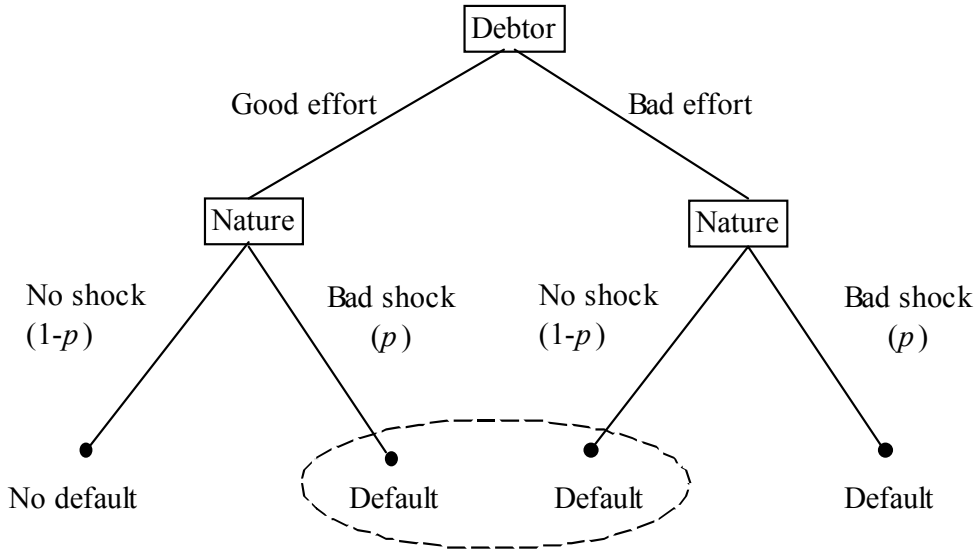 Debtor
Good effort
Bad effort
Nature
Nature
No shock
(1-p)
Bad shock
(p)
No shock
(1-p)
Bad shock
(p)
No default
Default
Default
Default